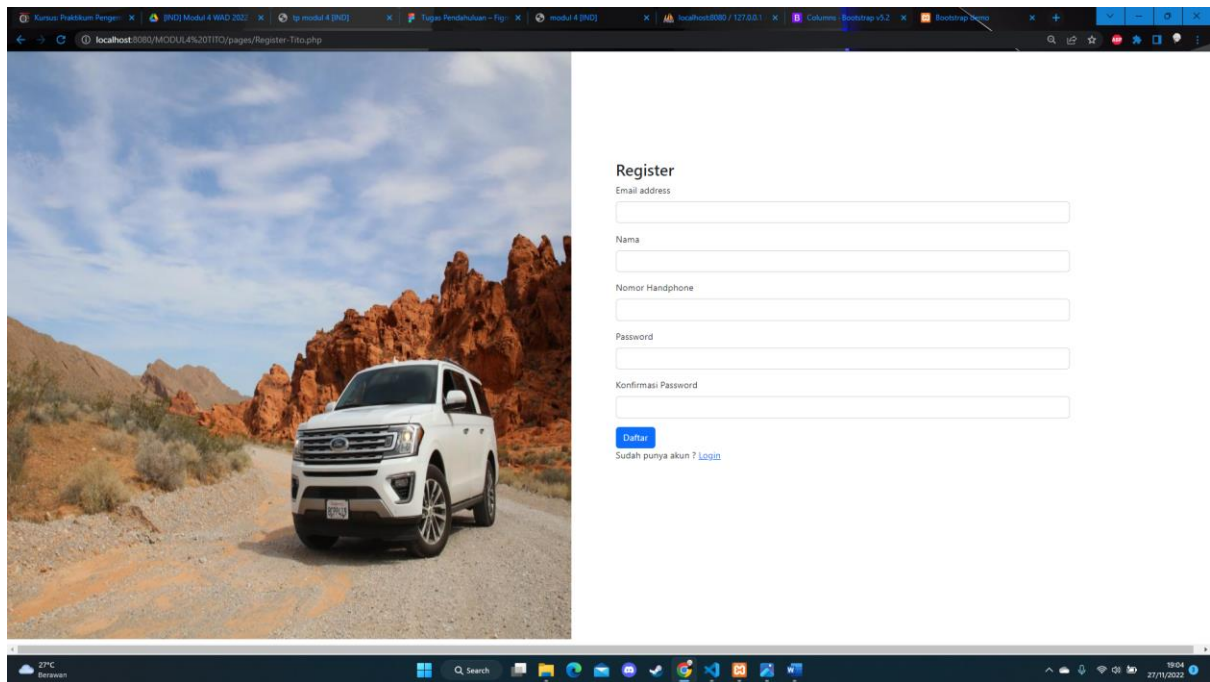 Kursus: Praktikum Pengem
[IND] Modul 4 WAD 2022
tp modul 4 [IND]
Tugas Pendahuluan – Fig
modul 4 [IND]
localhost:8080 / 127.0.0.1
Columns · Bootstrap v5.2
Bootstrap demo
localhost:8080/MODUL4%20TITO/pages/Register-Tito.php
Register
Email address
Nama
Nomor Handphone
Password
Konfirmasi Password
Daftar
Sudah punya akun ? Login
27°C
Berawan
Search
19:04
27/11/2022